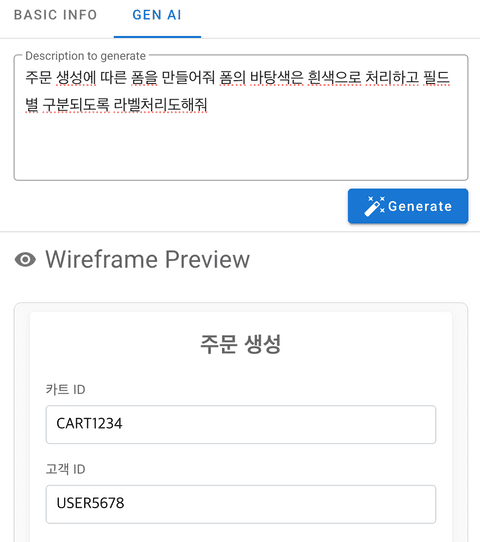 BASIC INFO
GEN AI
Description to generate
주문 생성에 따른 폼을 만들어줘 폼의 바탕색은 흰색으로 처리하고 필드
별 구분되도록 라벨처리도해줘
Generate
Wireframe Preview
주문 생성
카트 ID
CART1234
고객 ID
USER5678